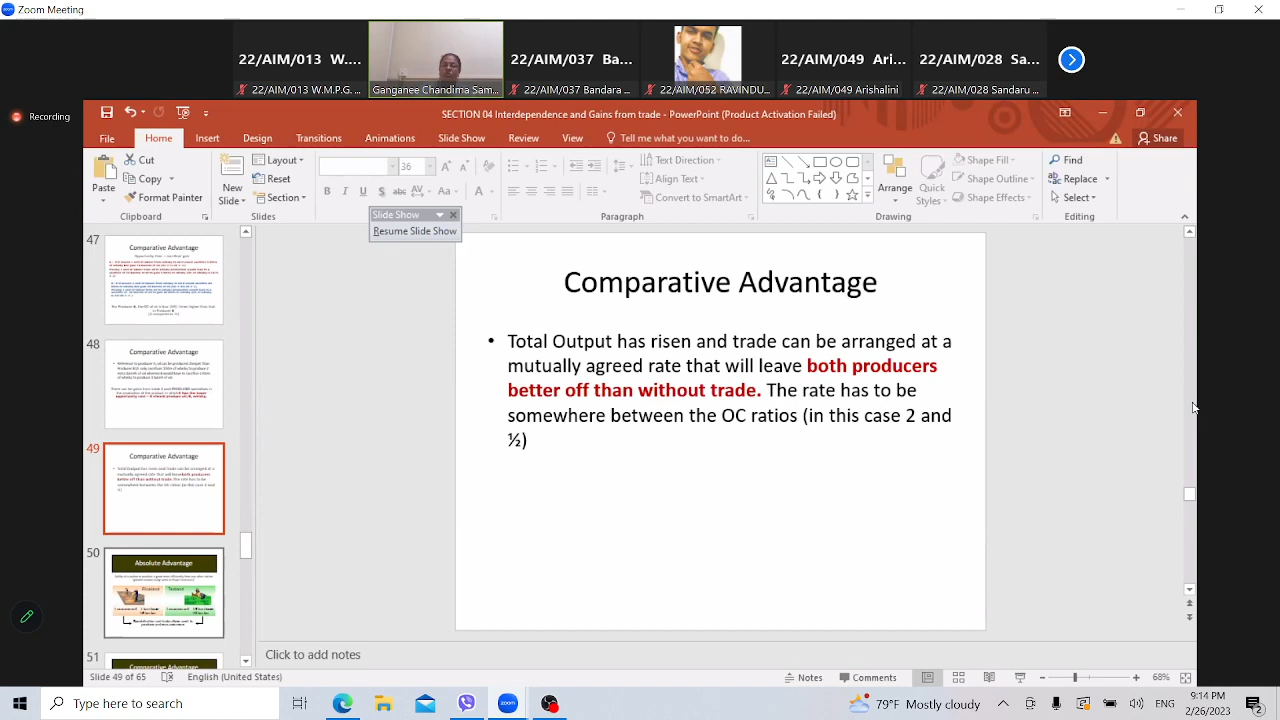 Zoom Meeting
22/AIM/013 W....
22/AIM/037 Ba...
22/AIM/049 Ari...
22/AIM/028 Sa...
22/AIM/013 W.M.P.G. ...
Ganganee Chandima Sam...
22/AIM/037 Bandara ...
22/AIM/052 RAVINDU...
22/AIM/049 Arishalini
22/AIM/028 Sandaru ...
Recording
SECTION 04 Interdependence and Gains from trade - PowerPoint (Product Activation Failed)
File Home Insert Design Transitions Animations Slide Show Review View Tell me what you want to do... Share
Paste
Cut
Copy
Format Painter
Clipboard
New
Slide
Layout
Reset
Section
Slides
36
B I U S abc AV Aa A
Paragraph
Text Direction
Align Text
Convert to SmartArt
Arrange
Quick
Styles
Shape Fill
Shape Outline
Shape Effects
Drawing
Find
Replace
Select
Editing
Slide Show
Resume Slide Show
47
Comparative Advantage
48
Comparative Advantage
49
Comparative Advantage
50
Absolute Advantage
51
Comparative Advantage
Comparative Advantage
• Total Output has risen and trade can be arranged at a
mutually agreed rate that will leave both producers
better off than without trade. The rate has to be
somewhere between the OC ratios (in this case 2 and
½)
Click to add notes
Slide 49 of 65
English (United States)
Notes
Comments
68%
Type here to search
zoom
79°F Mostly cloudy
9:14 PM